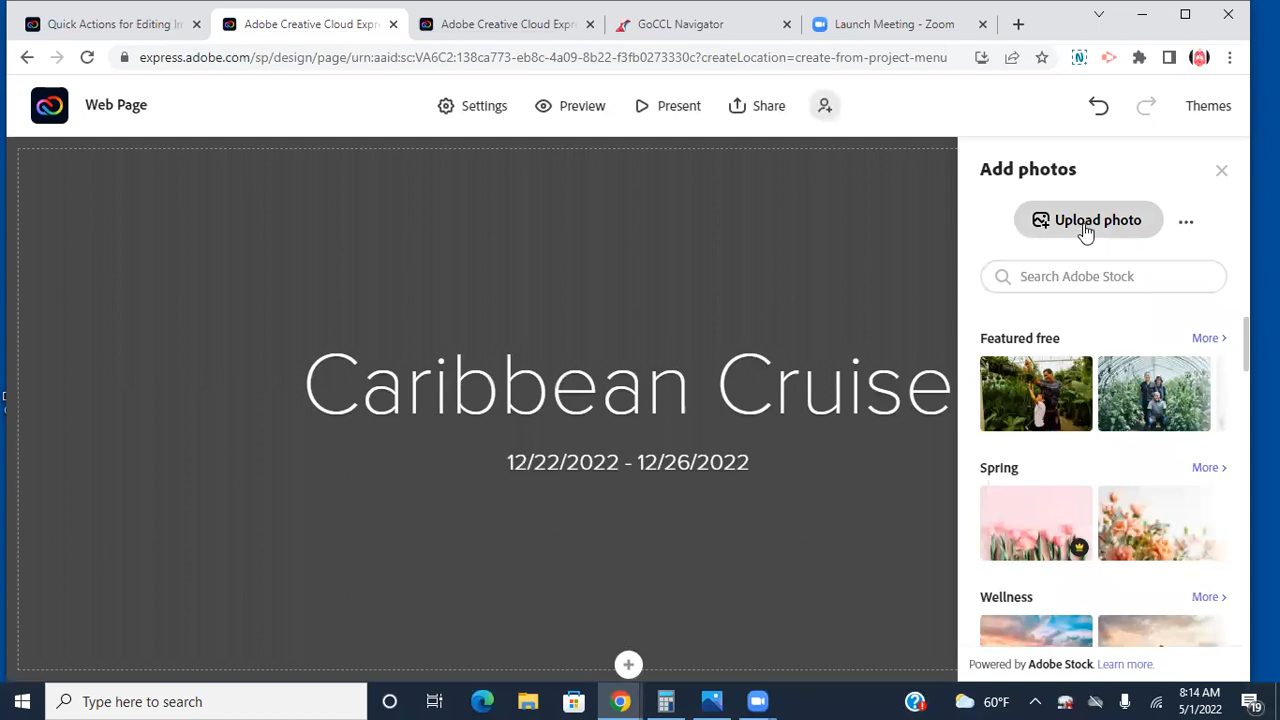 Quick Actions for Editing Im
Adobe Creative Cloud Expre
Adobe Creative Cloud Expre
GoCCL Navigator
Launch Meeting - Zoom
express.adobe.com/sp/design/page/urn:aaid:sc:VA6C2:138ca773-eb8c-4a09-8b22-f3fb0273330c?createLocation=create-from-project-menu
Web Page
Settings
Preview
Present
Share
Themes
Add photos
Upload photo
Search Adobe Stock
Featured free
More >
Caribbean Cruise
12/22/2022 - 12/26/2022
Spring
More >
Wellness
More >
Powered by Adobe Stock. Learn more.
Type here to search
60°F
8:14 AM
5/1/2022
19